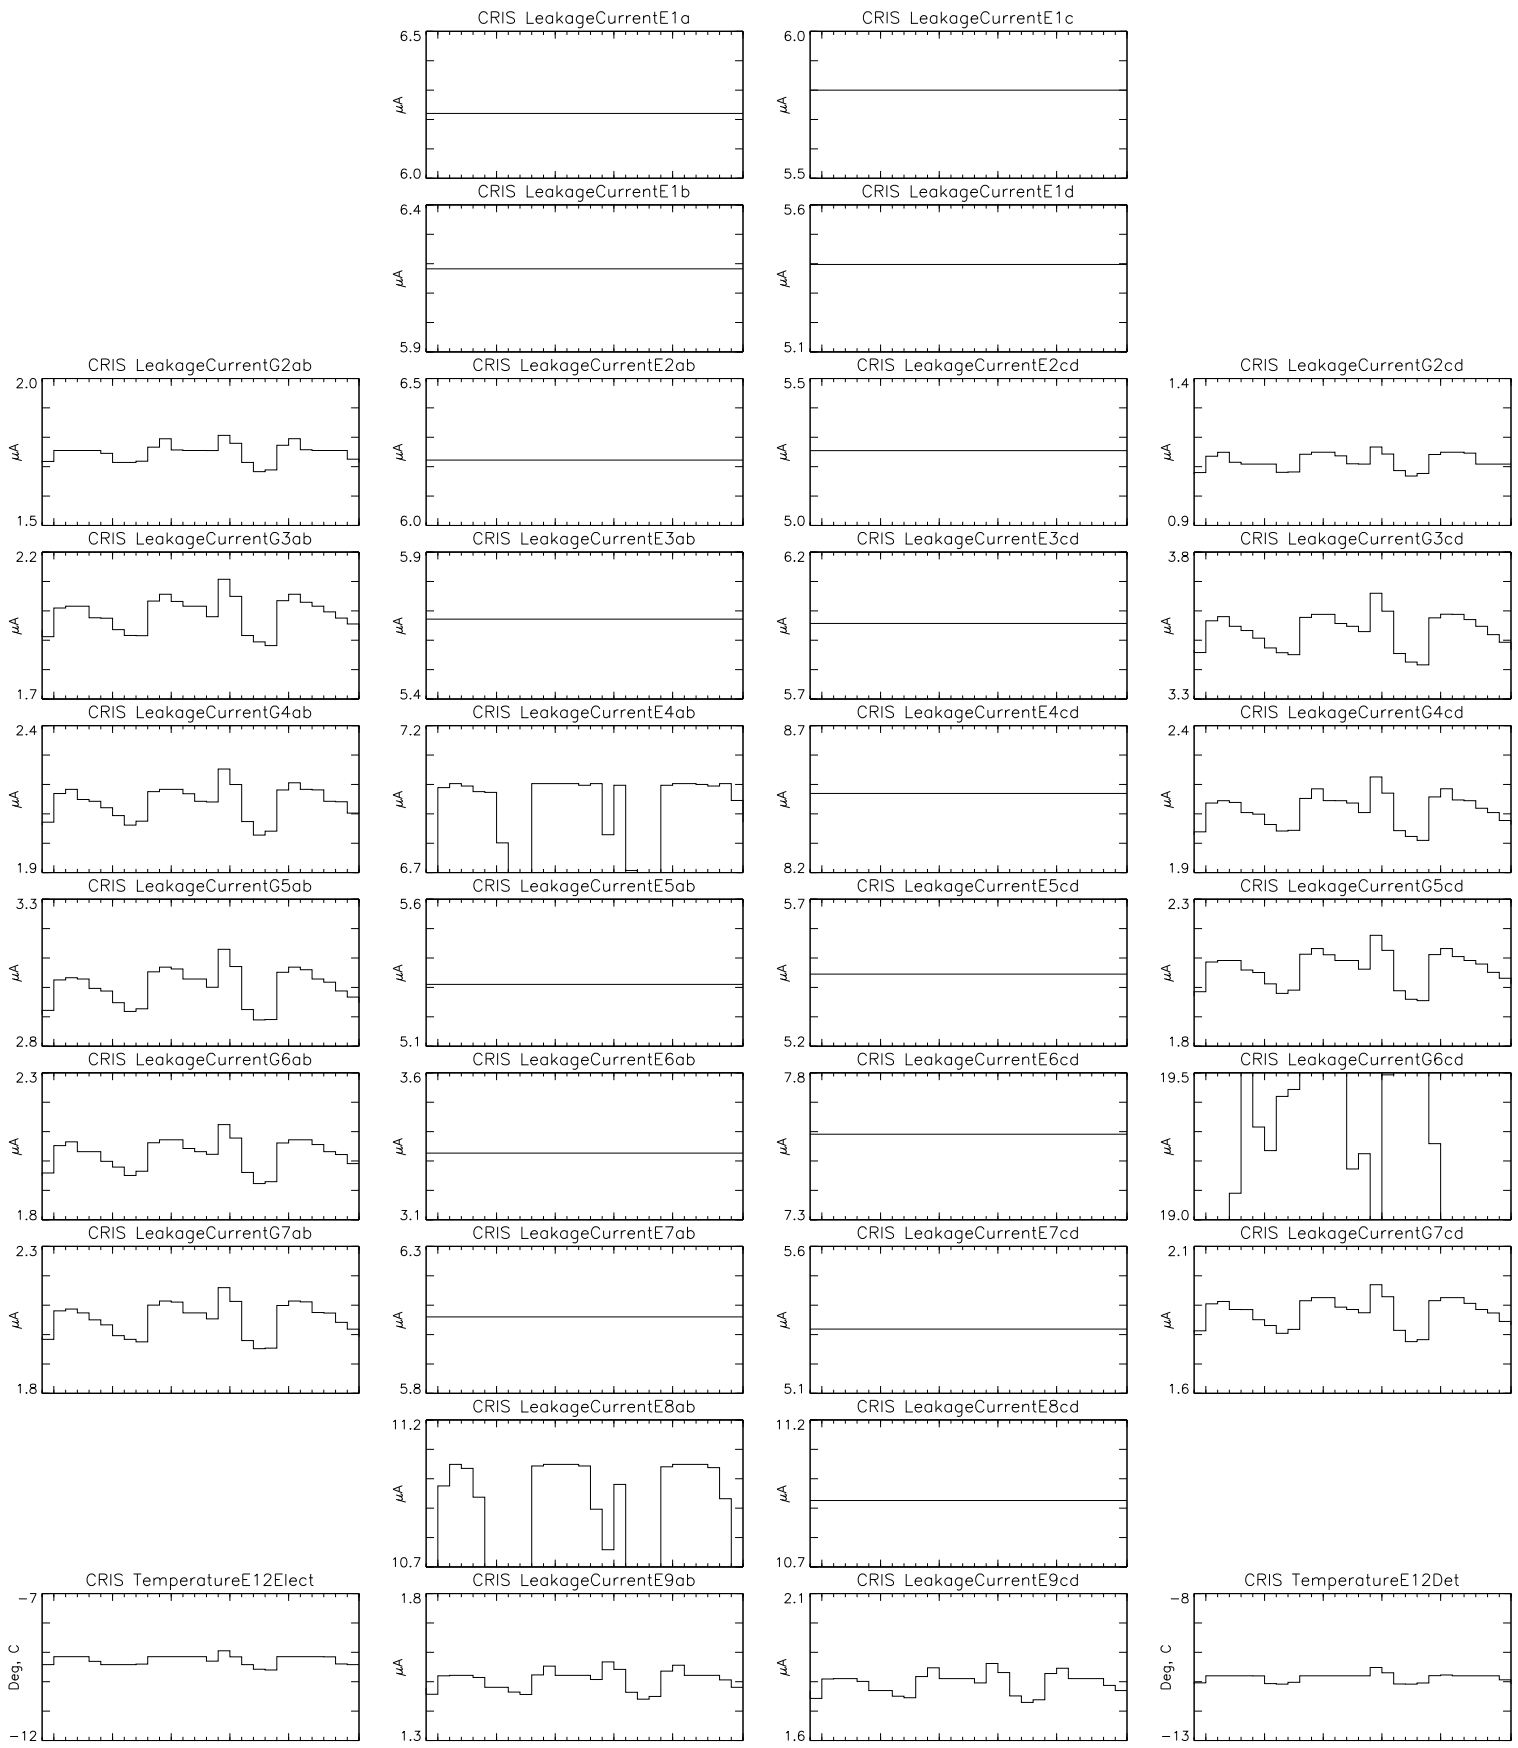 CRIS LeakageCurrentE1a
6.5
μA
6.0
CRIS LeakageCurrentE1c
6.0
μA
5.5
CRIS LeakageCurrentE1b
6.4
μA
5.9
CRIS LeakageCurrentE1d
5.6
μA
5.1
CRIS LeakageCurrentG2ab
2.0
μA
1.5
CRIS LeakageCurrentE2ab
6.5
μA
6.0
CRIS LeakageCurrentE2cd
5.5
μA
5.0
CRIS LeakageCurrentG2cd
1.4
μA
0.9
CRIS LeakageCurrentG3ab
2.2
μA
1.7
CRIS LeakageCurrentE3ab
5.9
μA
5.4
CRIS LeakageCurrentE3cd
6.2
μA
5.7
CRIS LeakageCurrentG3cd
3.8
μA
3.3
CRIS LeakageCurrentG4ab
2.4
μA
1.9
CRIS LeakageCurrentE4ab
7.2
μA
6.7
CRIS LeakageCurrentE4cd
8.7
μA
8.2
CRIS LeakageCurrentG4cd
2.4
μA
1.9
CRIS LeakageCurrentG5ab
3.3
μA
2.8
CRIS LeakageCurrentE5ab
5.6
μA
5.1
CRIS LeakageCurrentE5cd
5.7
μA
5.2
CRIS LeakageCurrentG5cd
2.3
μA
1.8
CRIS LeakageCurrentG6ab
2.3
μA
1.8
CRIS LeakageCurrentE6ab
3.6
μA
3.1
CRIS LeakageCurrentE6cd
7.8
μA
7.3
CRIS LeakageCurrentG6cd
19.5
μA
19.0
CRIS LeakageCurrentG7ab
2.3
μA
1.8
CRIS LeakageCurrentE7ab
6.3
μA
5.8
CRIS LeakageCurrentE7cd
5.6
μA
5.1
CRIS LeakageCurrentG7cd
2.1
μA
1.6
CRIS LeakageCurrentE8ab
11.2
μA
10.7
CRIS LeakageCurrentE8cd
11.2
μA
10.7
CRIS TemperatureE12Elect
−7
Deg, C
−12
CRIS LeakageCurrentE9ab
1.8
μA
1.3
CRIS LeakageCurrentE9cd
2.1
μA
1.6
CRIS TemperatureE12Det
−8
Deg, C
−13